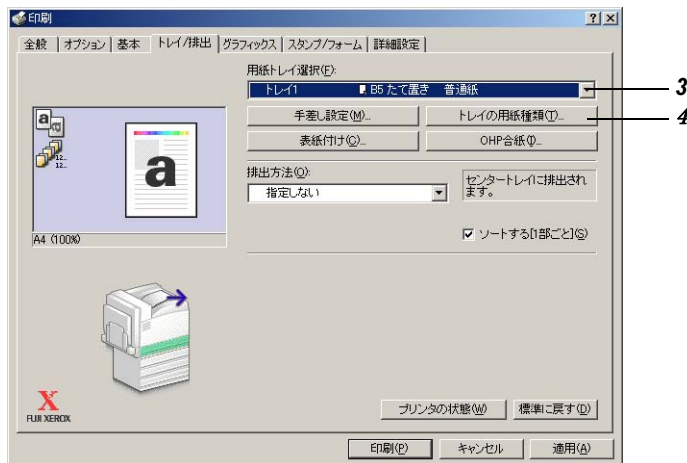 印刷
全般 オプション 基本 トレイ/排出 グラフィックス スタンプ/フォーム 詳細設定
用紙トレイ選択(F):
トレイ1 B5 たて置き 普通紙
3
手差し設定(M)... トレイの用紙種類(T)...
4
表紙付け(C)... OHP合紙(I)...
排出方法(O):
指定しない
センタートレイに排出されます。
ソートする[1部ごと](S)
A4 (100%)
FUJI XEROX
プリンタの状態(W) 標準に戻す(D)
印刷(P) キャンセル 適用(A)